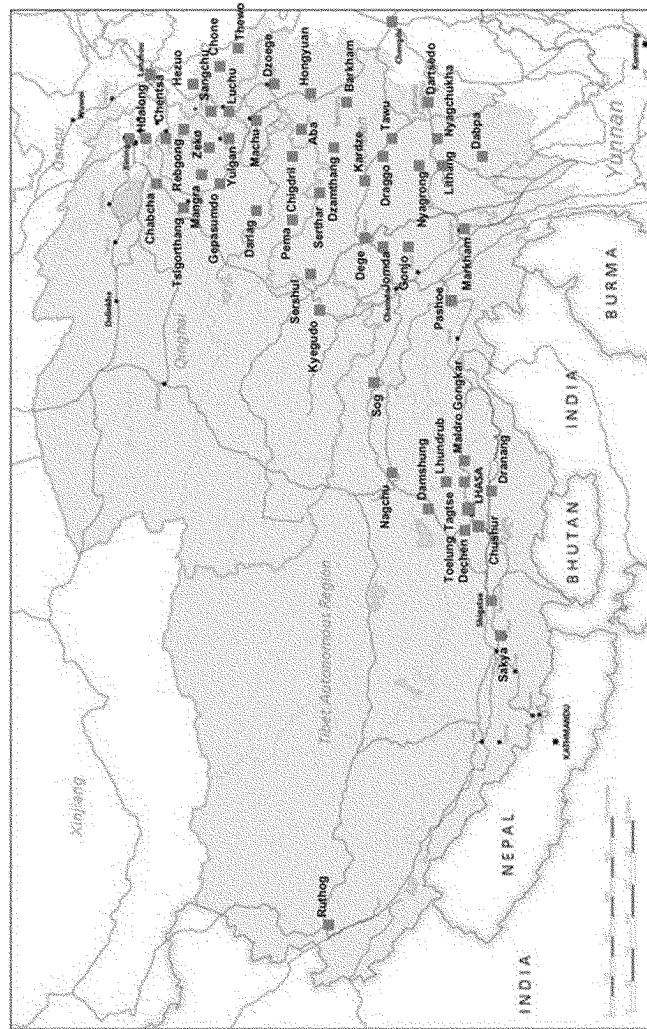 Xinjiang
Gansu
Hualong
Chentsa
Hezuo
Sangchu
Chone
Thewo
Luchu
Dzoege
Rebgong
Zeko
Yulgan
Machu
Hongyuan
Barkham
Chabcha
Tsigorthang
Mangra
Gepasumdo
Darlag
Pema
Chigdril
Aba
Serthar
Dzamthang
Kardze
Tawu
Dartsedo
Draggo
Nyagchukha
Nyagrong
Lithang
Dabpa
Qinghai
Sershul
Kyegudo
Dege
Jomda
Gonjo
Markham
Pashoe
Yunnan
Sog
Nagchu
Damshung
Lhundrub
Maldro Gongkar
Toelung
Tagtse
Dechen
LHASA
Chushur
Dranang
Shigatse
Sakya
Tibet Autonomous Region
Ruthog
KATHMANDU
NEPAL
BHUTAN
INDIA
BURMA
INDIA